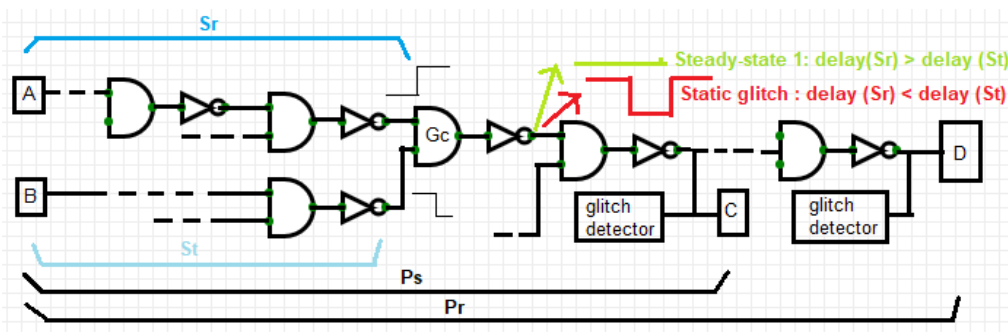 Sr
Steady-state 1: delay(Sr) > delay (St)
Static glitch : delay (Sr) < delay (St)
A
Gc
D
B
glitch
detector
C
glitch
detector
St
Ps
Pr